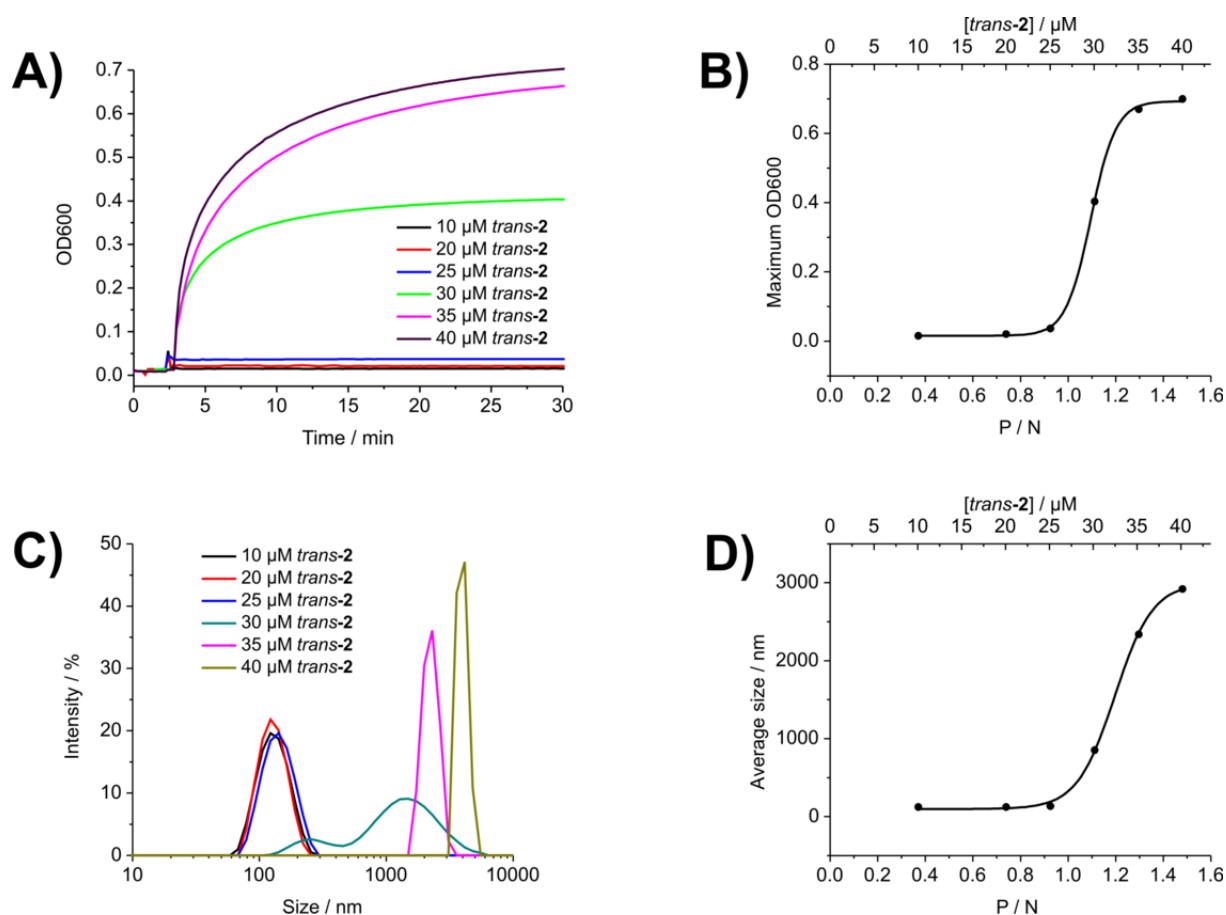 A)
0.7
0.6
0.5
0.4
0.3
0.2
0.1
0.0
OD600
10 µM trans-2
20 µM trans-2
25 µM trans-2
30 µM trans-2
35 µM trans-2
40 µM trans-2
0 5 10 15 20 25 30
Time / min
B)
[trans-2] / µM
0 5 10 15 20 25 30 35 40
0.8
0.6
0.4
0.2
0.0
Maximum OD600
0.0 0.2 0.4 0.6 0.8 1.0 1.2 1.4 1.6
P / N
C)
50
40
30
20
10
0
Intensity / %
10 µM trans-2
20 µM trans-2
25 µM trans-2
30 µM trans-2
35 µM trans-2
40 µM trans-2
10 100 1000 10000
Size / nm
D)
[trans-2] / µM
0 5 10 15 20 25 30 35 40
3000
2000
1000
0
Average size / nm
0.0 0.2 0.4 0.6 0.8 1.0 1.2 1.4 1.6
P / N